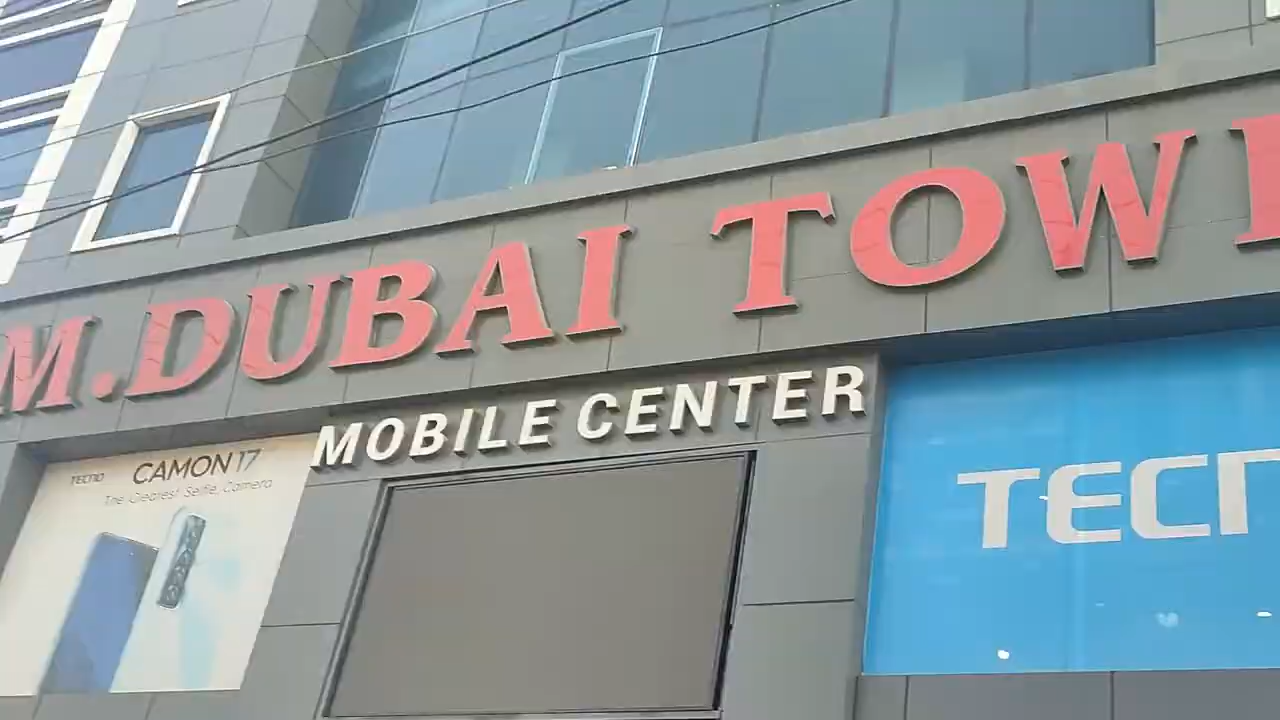 M.DUBAI TOW
MOBILE CENTER
TECNO
CAMON 17
The Clearest Selfie Camera
TECN